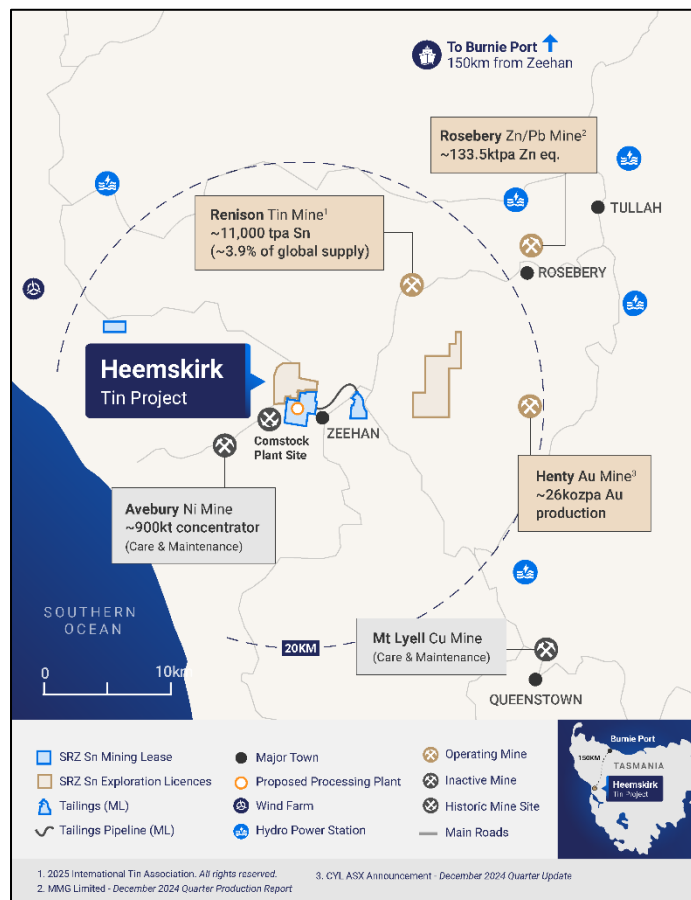 To Burnie Port
150km from Zeehan
Rosebery Zn/Pb Mine²
~133.5ktpa Zn eq.
TULLAH
Renison Tin Mine¹
~11,000 tpa Sn
(~3.9% of global supply)
ROSEBERY
Heemskirk
Tin Project
Comstock
Plant Site
ZEEHAN
Avebury Ni Mine
~900kt concentrator
(Care & Maintenance)
Henty Au Mine³
~26kozpa Au
production
SOUTHERN
OCEAN
20KM
Mt Lyell Cu Mine
(Care & Maintenance)
0
10km
QUEENSTOWN
SRZ Sn Mining Lease
SRZ Sn Exploration Licences
Tailings (ML)
Tailings Pipeline (ML)
Major Town
Proposed Processing Plant
Wind Farm
Hydro Power Station
Operating Mine
Inactive Mine
Historic Mine Site
Main Roads
Burnie Port
150KM
TASMANIA
Heemskirk
Tin Project
1. 2025 International Tin Association. All rights reserved.
2. MMG Limited - December 2024 Quarter Production Report
3. CYL ASX Announcement - December 2024 Quarter Update